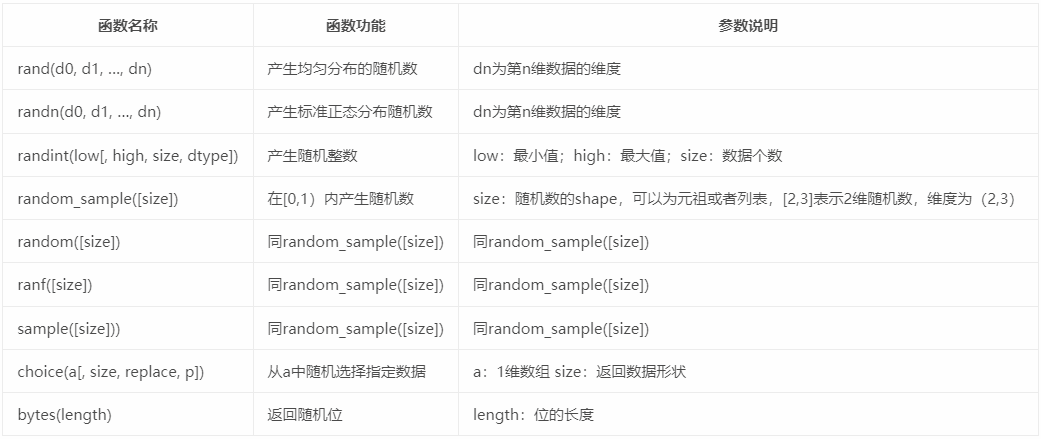 函数名称 函数功能 参数说明
rand(d0, d1, ..., dn) 产生均匀分布的随机数 dn为第n维数据的维度
randn(d0, d1, ..., dn) 产生标准正态分布随机数 dn为第n维数据的维度
randint(low[, high, size, dtype]) 产生随机整数 low：最小值；high：最大值；size：数据个数
random_sample([size]) 在[0,1）内产生随机数 size：随机数的shape，可以为元祖或者列表，[2,3]表示2维随机数，维度为（2,3）
random([size]) 同random_sample([size]) 同random_sample([size])
ranf([size]) 同random_sample([size]) 同random_sample([size])
sample([size])) 同random_sample([size]) 同random_sample([size])
choice(a[, size, replace, p]) 从a中随机选择指定数据 a：1维数组 size：返回数据形状
bytes(length) 返回随机位 length：位的长度